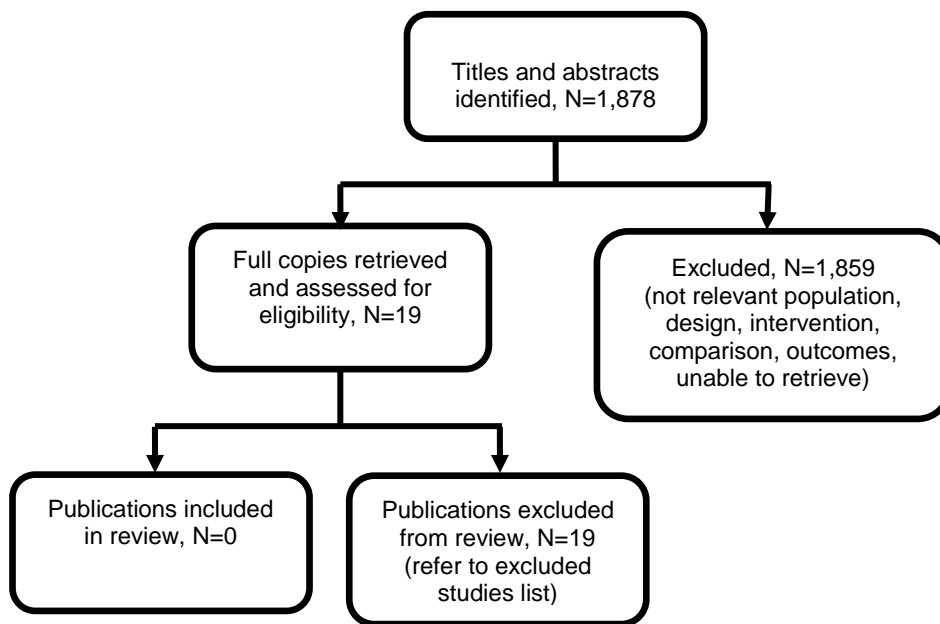 Titles and abstracts
identified, N=1,878
Full copies retrieved
and assessed for
eligibility, N=19
Excluded, N=1,859
(not relevant population,
design, intervention,
comparison, outcomes,
unable to retrieve)
Publications included
in review, N=0
Publications excluded
from review, N=19
(refer to excluded
studies list)